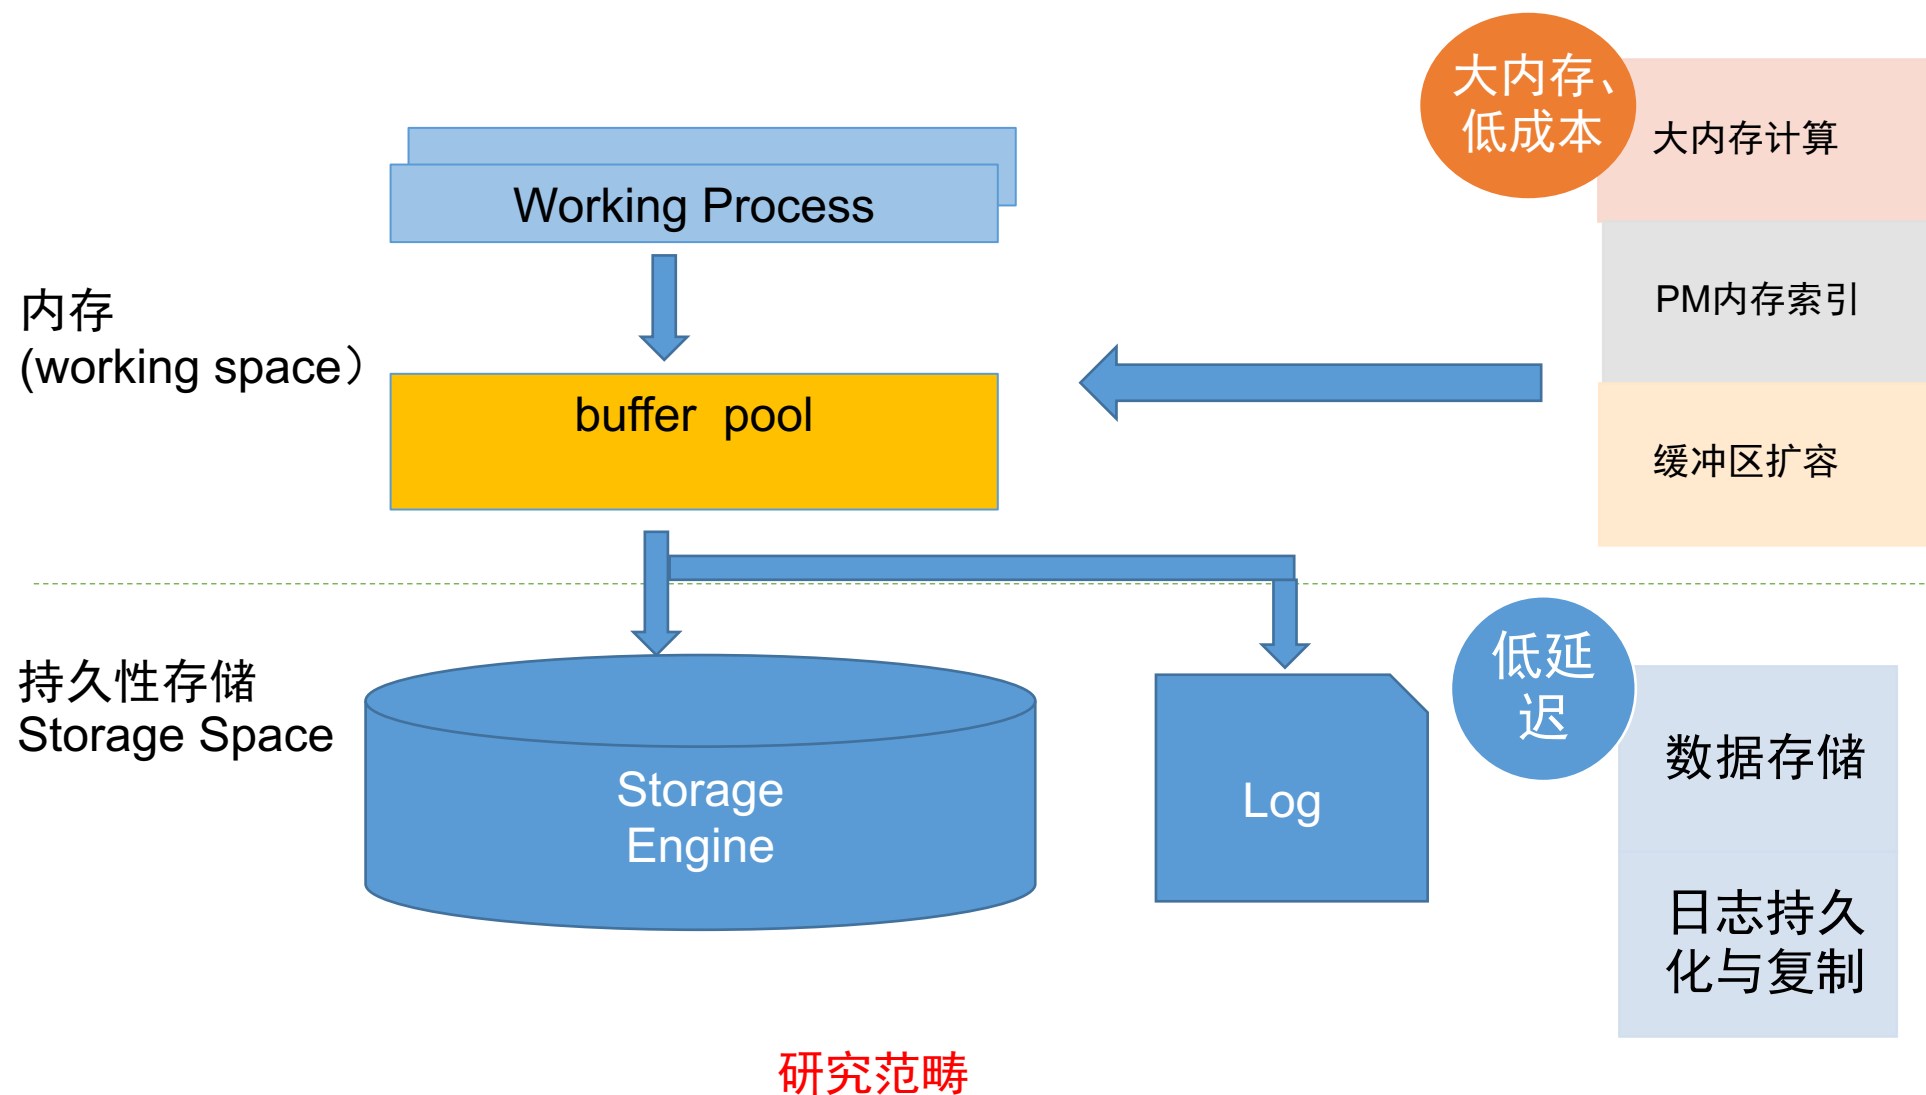 大内存、
低成本
大内存计算
Working Process
PM内存索引
内存
(working space）
buffer  pool
缓冲区扩容
持久性存储
Storage Space
Storage
Engine
Log
低延
迟
数据存储
日志持久
化与复制
研究范畴